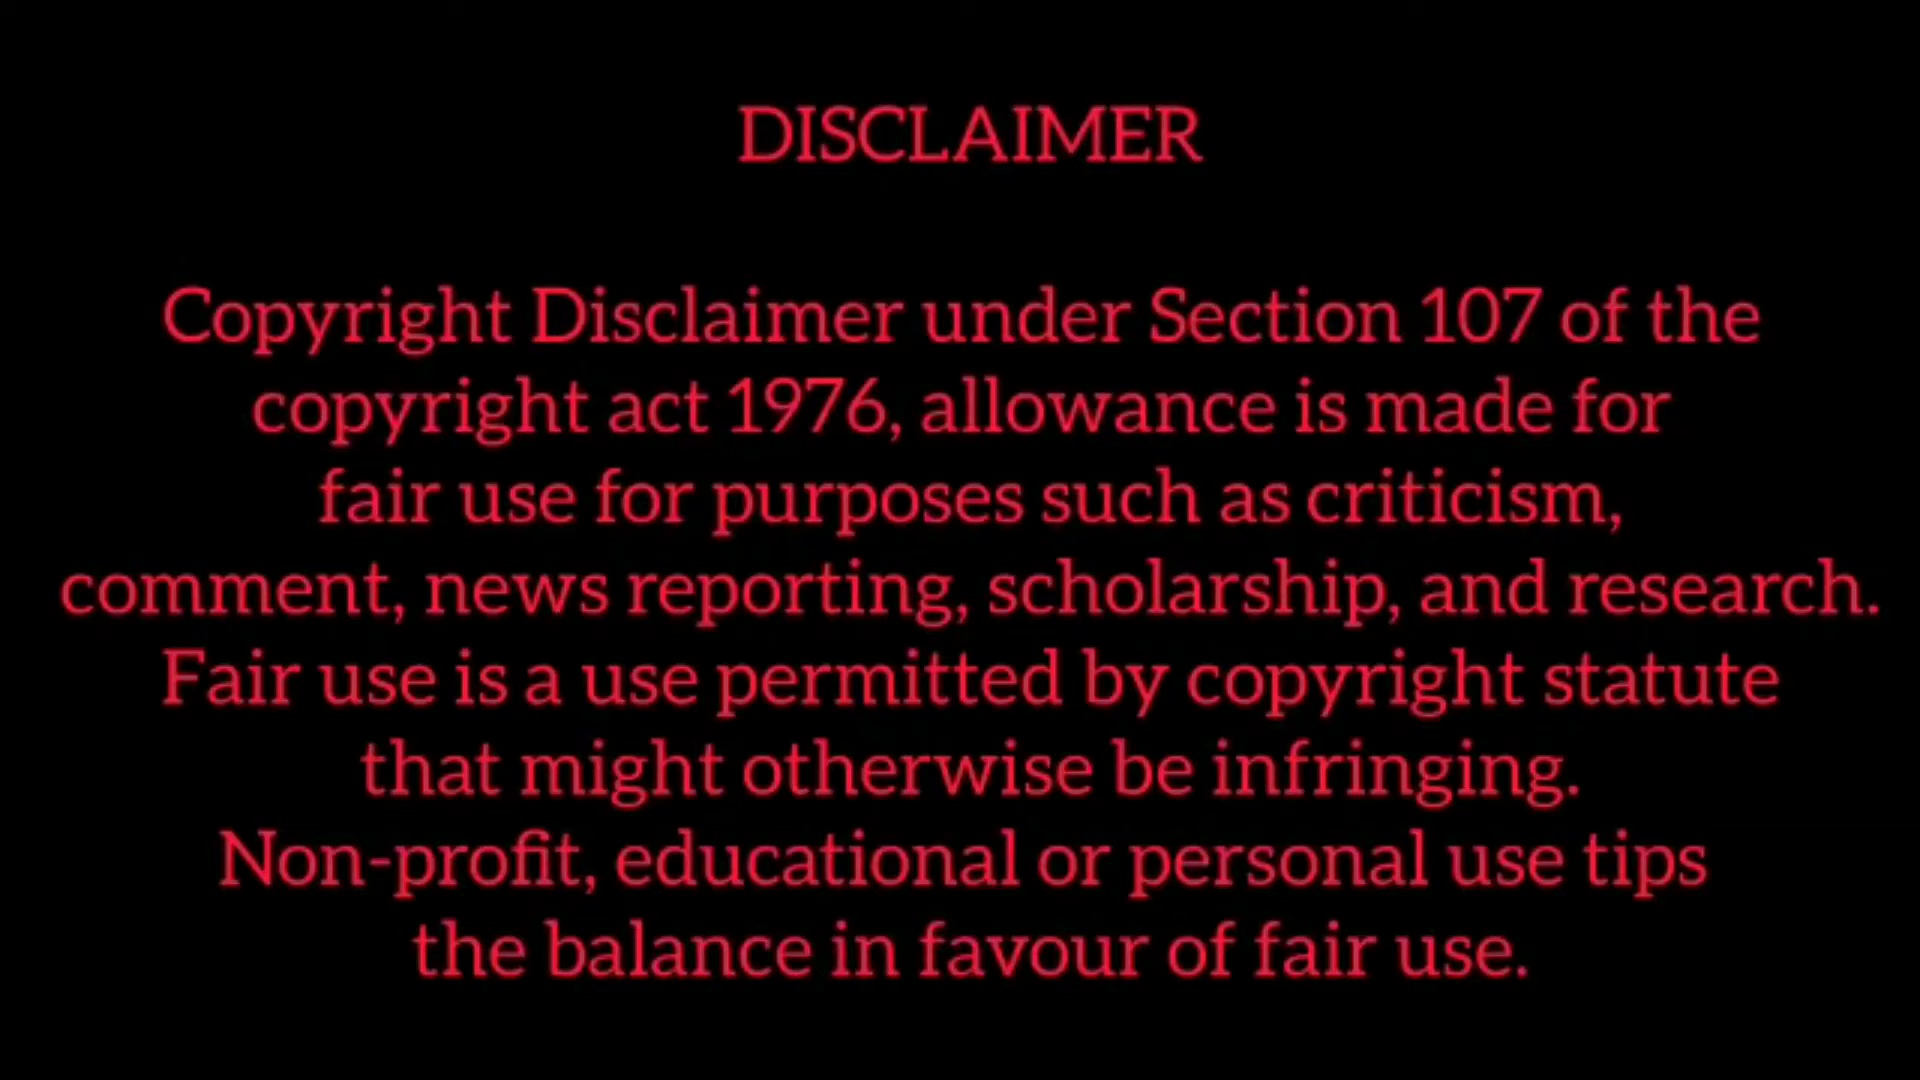 DISCLAIMER
Copyright Disclaimer under Section 107 of the
copyright act 1976, allowance is made for
fair use for purposes such as criticism,
comment, news reporting, scholarship, and research.
Fair use is a use permitted by copyright statute
that might otherwise be infringing.
Non-profit, educational or personal use tips
the balance in favour of fair use.